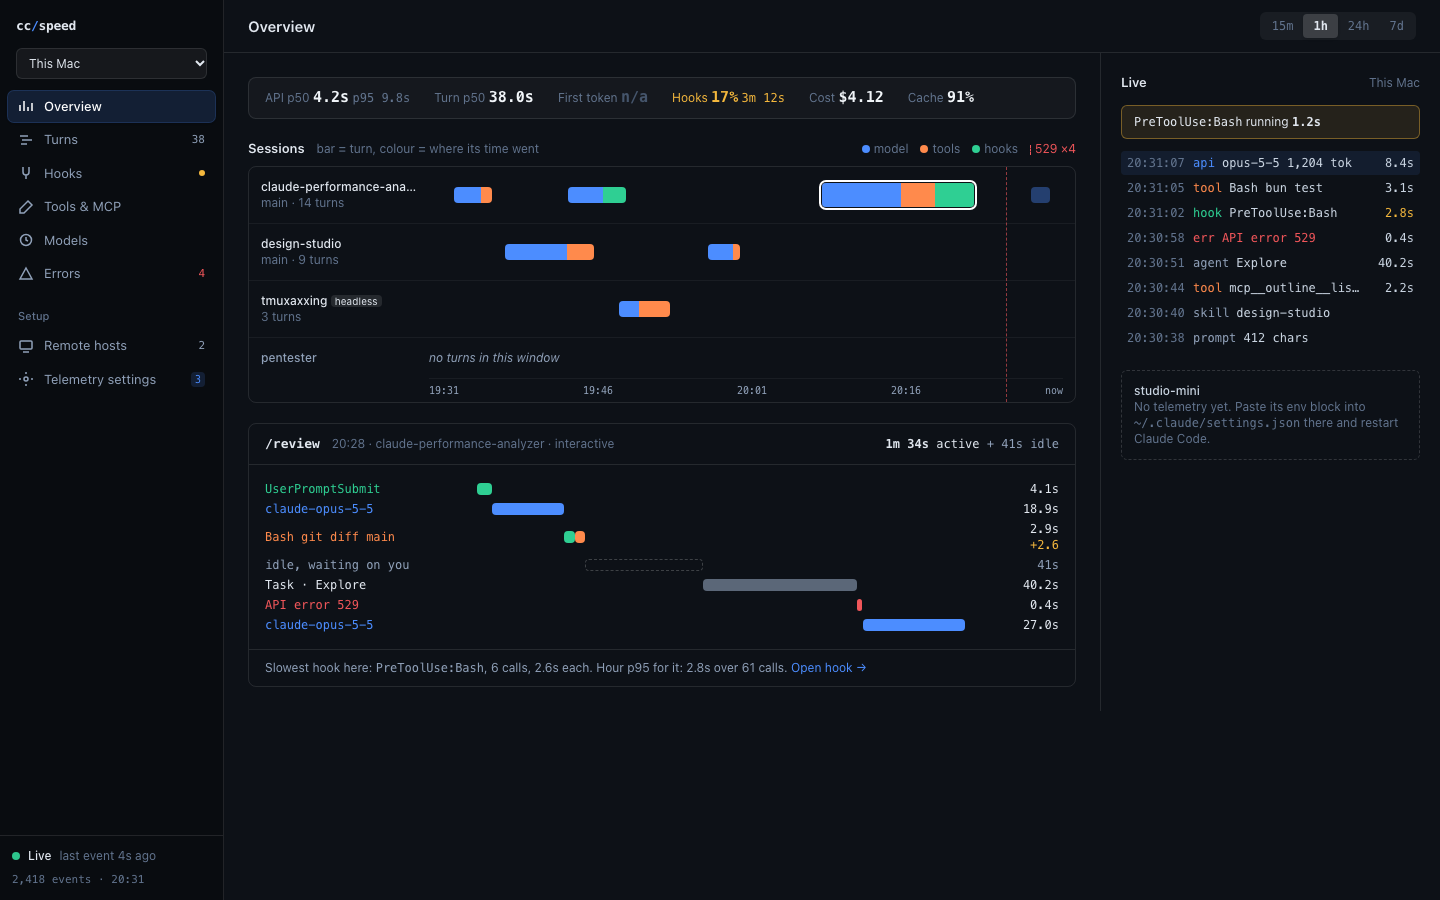 cc/speed
This Mac
Overview
Turns 38
Hooks
Tools & MCP
Models
Errors 4
Setup
Remote hosts 2
Telemetry settings 3
Live last event 4s ago
2,418 events · 20:31
Overview
15m 1h 24h 7d
API p50 4.2s p95 9.8s Turn p50 38.0s First token n/a Hooks 17% 3m 12s Cost $4.12 Cache 91%
Sessions bar = turn, colour = where its time went model tools hooks 529 ×4
claude-performance-ana...
main · 14 turns
design-studio
main · 9 turns
tmuxaxxing headless
3 turns
pentester no turns in this window
19:31 19:46 20:01 20:16 now
/review 20:28 · claude-performance-analyzer · interactive 1m 34s active + 41s idle
UserPromptSubmit 4.1s
claude-opus-5-5 18.9s
Bash git diff main 2.9s
+2.6
idle, waiting on you 41s
Task · Explore 40.2s
API error 529 0.4s
claude-opus-5-5 27.0s
Slowest hook here: PreToolUse:Bash, 6 calls, 2.6s each. Hour p95 for it: 2.8s over 61 calls. Open hook →
Live This Mac
PreToolUse:Bash running 1.2s
20:31:07 api opus-5-5 1,204 tok 8.4s
20:31:05 tool Bash bun test 3.1s
20:31:02 hook PreToolUse:Bash 2.8s
20:30:58 err API error 529 0.4s
20:30:51 agent Explore 40.2s
20:30:44 tool mcp__outline__lis… 2.2s
20:30:40 skill design-studio
20:30:38 prompt 412 chars
studio-mini
No telemetry yet. Paste its env block into
~/.claude/settings.json there and restart
Claude Code.